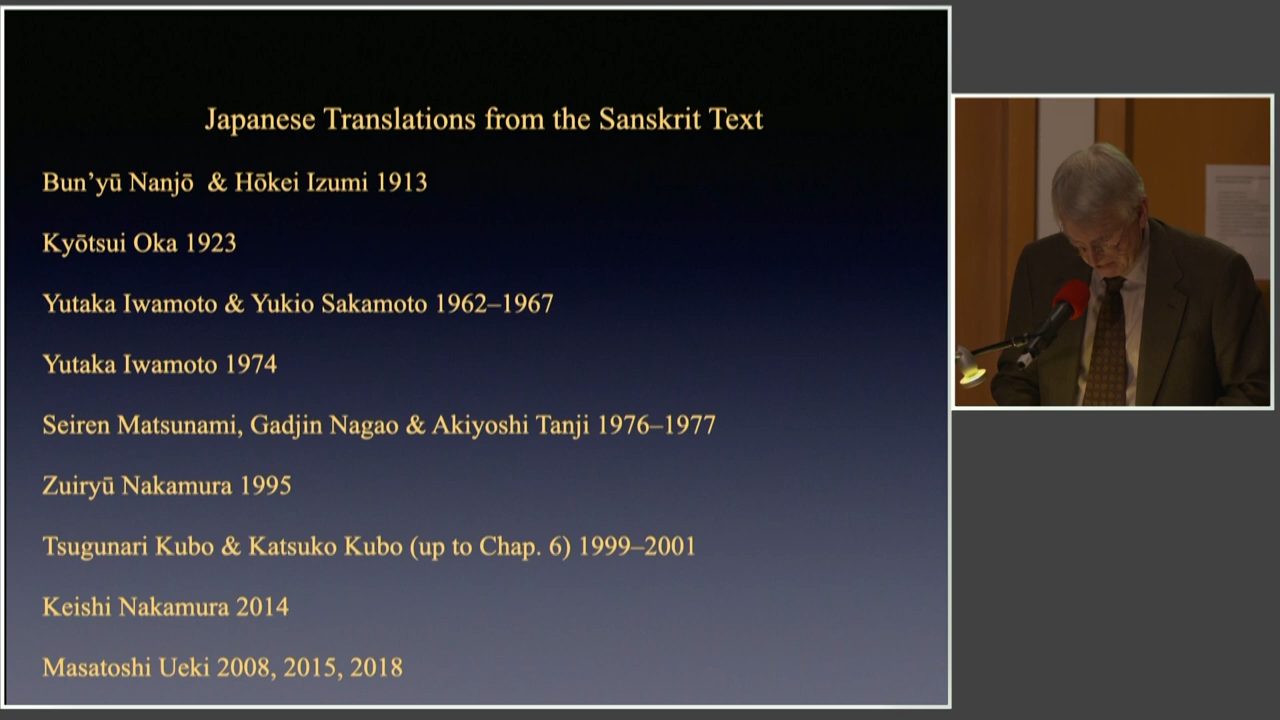 Japanese Translations from the Sanskrit Text
Bun’yū Nanjō & Hōkei Izumi 1913
Kyōtsui Oka 1923
Yutaka Iwamoto & Yukio Sakamoto 1962–1967
Yutaka Iwamoto 1974
Seiren Matsunami, Gadjin Nagao & Akiyoshi Tanji 1976–1977
Zuiryū Nakamura 1995
Tsugunari Kubo & Katsuko Kubo (up to Chap. 6) 1999–2001
Keishi Nakamura 2014
Masatoshi Ueki 2008, 2015, 2018